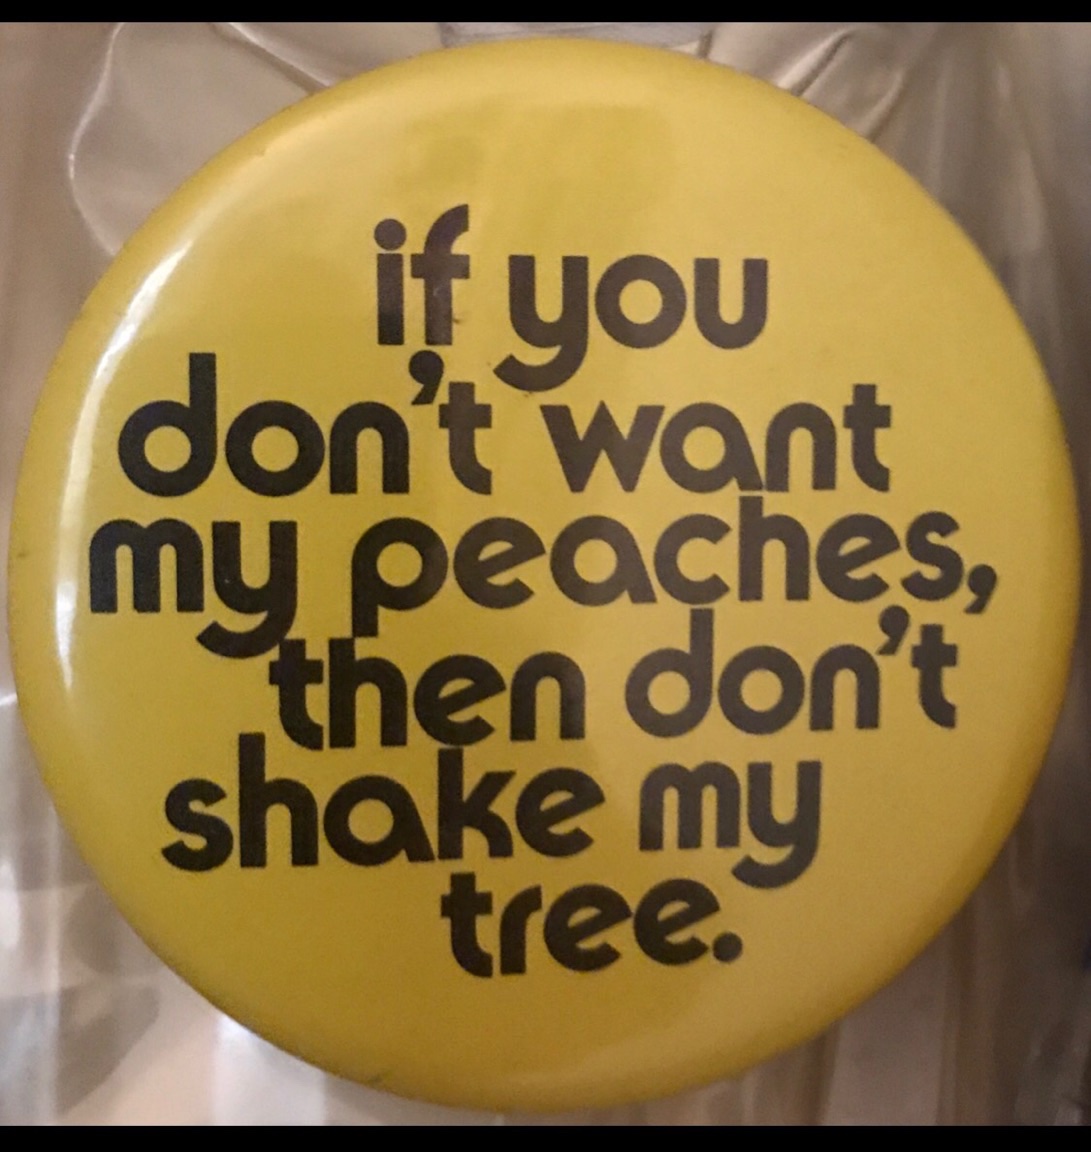 if you
don't want
my peaches,
then don't
shake my
tree.